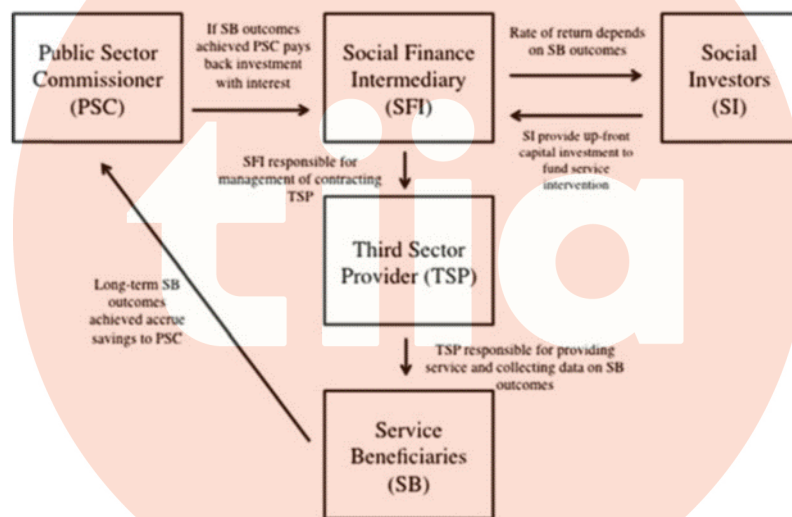 Public Sector
Commissioner
(PSC)
If SB outcomes
achieved PSC pays
back investment
with interest
Social Finance
Intermediary
(SFI)
Rate of return depends
on SB outcomes
Social
Investors
(SI)
SI provide up-front
capital investment to
fund service
intervention
SFI responsible for
management of contracting
TSP
Third Sector
Provider (TSP)
Long-term SB
outcomes
achieved accrue
savings to PSC
TSP responsible for providing
service and collecting data on SB
outcomes
Service
Beneficiaries
(SB)
tiia